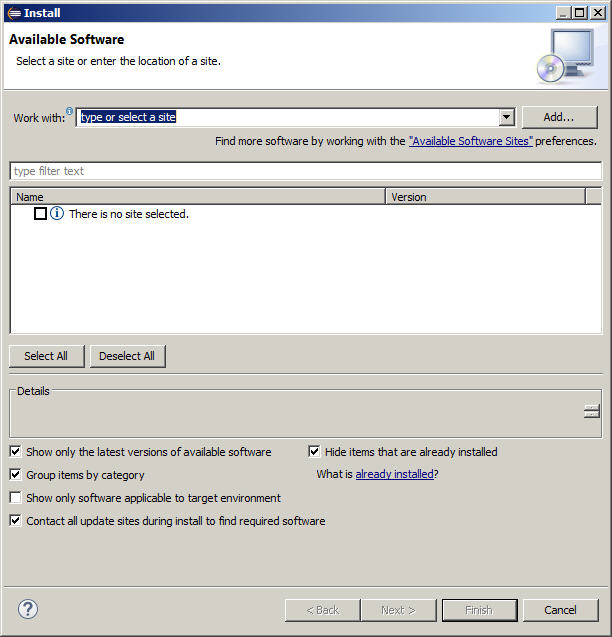 Install
Available Software
Select a site or enter the location of a site.
Work with: type or select a site Add...
Find more software by working with the "Available Software Sites" preferences.
type filter text
Name Version
There is no site selected.
Select All Deselect All
Details
Show only the latest versions of available software Hide items that are already installed
Group items by category What is already installed?
Show only software applicable to target environment
Contact all update sites during install to find required software
? < Back Next > Finish Cancel